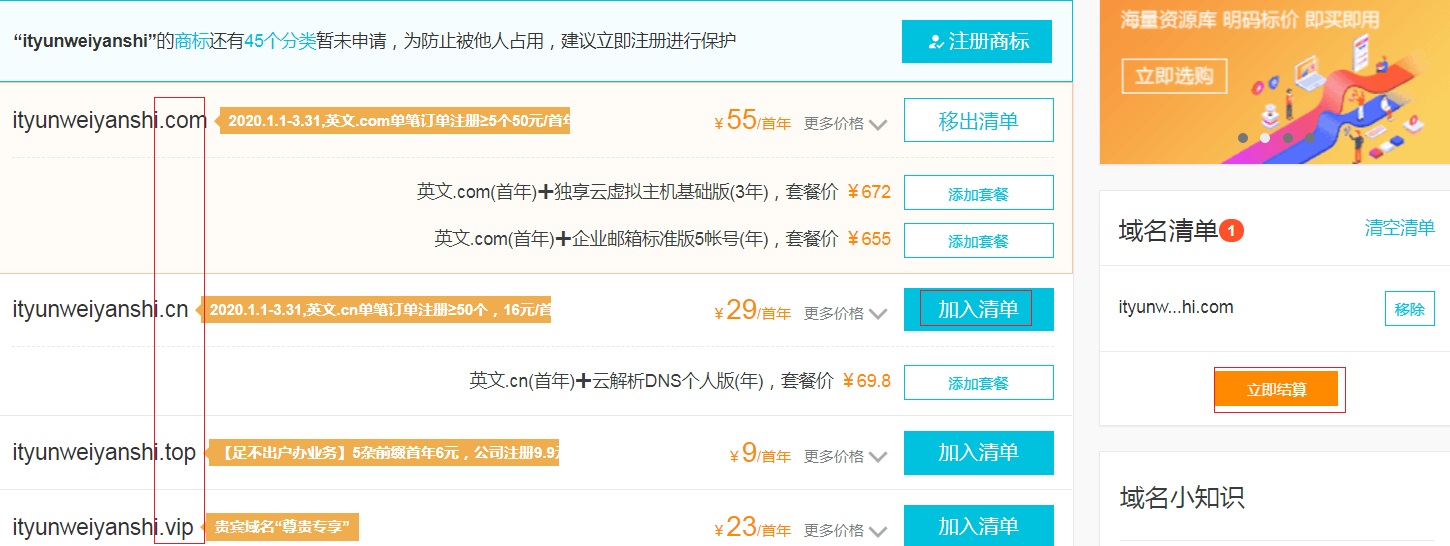 “ityunweiyanshi”的商标还有45个分类暂未申请，为防止被他人占用，建议立即注册进行保护
注册商标
ityunweiyanshi.com
2020.1.1-3.31,英文.com单笔订单注册≥5个50元/首年
¥55/首年 更多价格
移出清单
英文.com(首年)+独享云虚拟主机基础版(3年)，套餐价 ¥672
添加套餐
英文.com(首年)+企业邮箱标准版5帐号(年)，套餐价 ¥655
添加套餐
ityunweiyanshi.cn
2020.1.1-3.31,英文.cn单笔订单注册≥50个，16元/首
¥29/首年 更多价格
加入清单
英文.cn(首年)+云解析DNS个人版(年)，套餐价 ¥69.8
添加套餐
ityunweiyanshi.top
【足不出户办业务】5杂前缀首年6元，公司注册9.9元
¥9/首年 更多价格
加入清单
ityunweiyanshi.vip
贵宾域名“尊贵专享”
¥23/首年 更多价格
加入清单
海量资源库 明码标价 即买即用
立即选购
域名清单1
清空清单
ityunw...hi.com
移除
立即结算
域名小知识